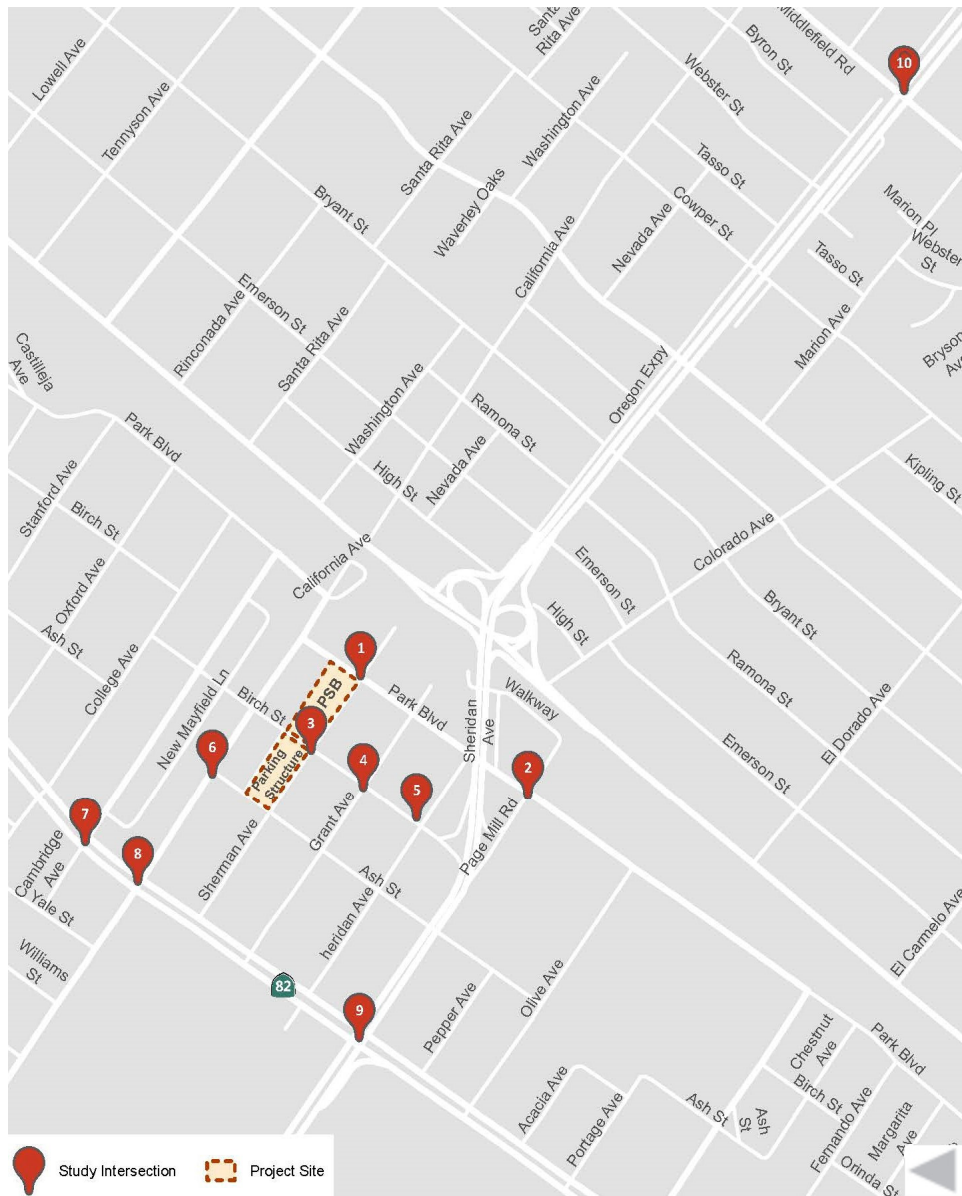 Middlefield Rd
Santa
Rita Ave
Byron St
10
Lowell Ave
Webster St
Tennyson Ave
Washington Ave
Santa Rita Ave
Tasso St
Waverley Oaks
Bryant St
Marion Pl
Cowper St
Nevada Ave
Webster
St
California Ave
Tasso St
Emerson St
Rinconada Ave
Santa Rita Ave
Marion Ave
Bryson
Ave
Castilleja
Ave
Oregon Expy
Washington Ave
Ramona St
Park Blvd
Nevada Ave
High St
Kipling St
Stanford Ave
Birch St
Colorado Ave
California Ave
Emerson St
Oxford Ave
High St
Bryant St
Ash St
1
College Ave
New Mayfield Ln
PSB
Ramona St
Walkway
Birch St
Park Blvd
Sheridan
Ave
El Dorado Ave
3
6
4
2
Emerson St
Parking
Structure
5
7
Grant Ave
Page Mill Rd
8
Sherman Ave
Cambridge
Ave
Ash St
Yale St
heridan Ave
El Carmelo Ave
Williams
St
82
Olive Ave
9
Pepper Ave
Chestnut
Ave
Park Blvd
Birch St
Acacia Ave
Ash St
Ash
St
Portage Ave
Fernando Ave
Margarita
Ave
Orinda St
Study Intersection
Project Site